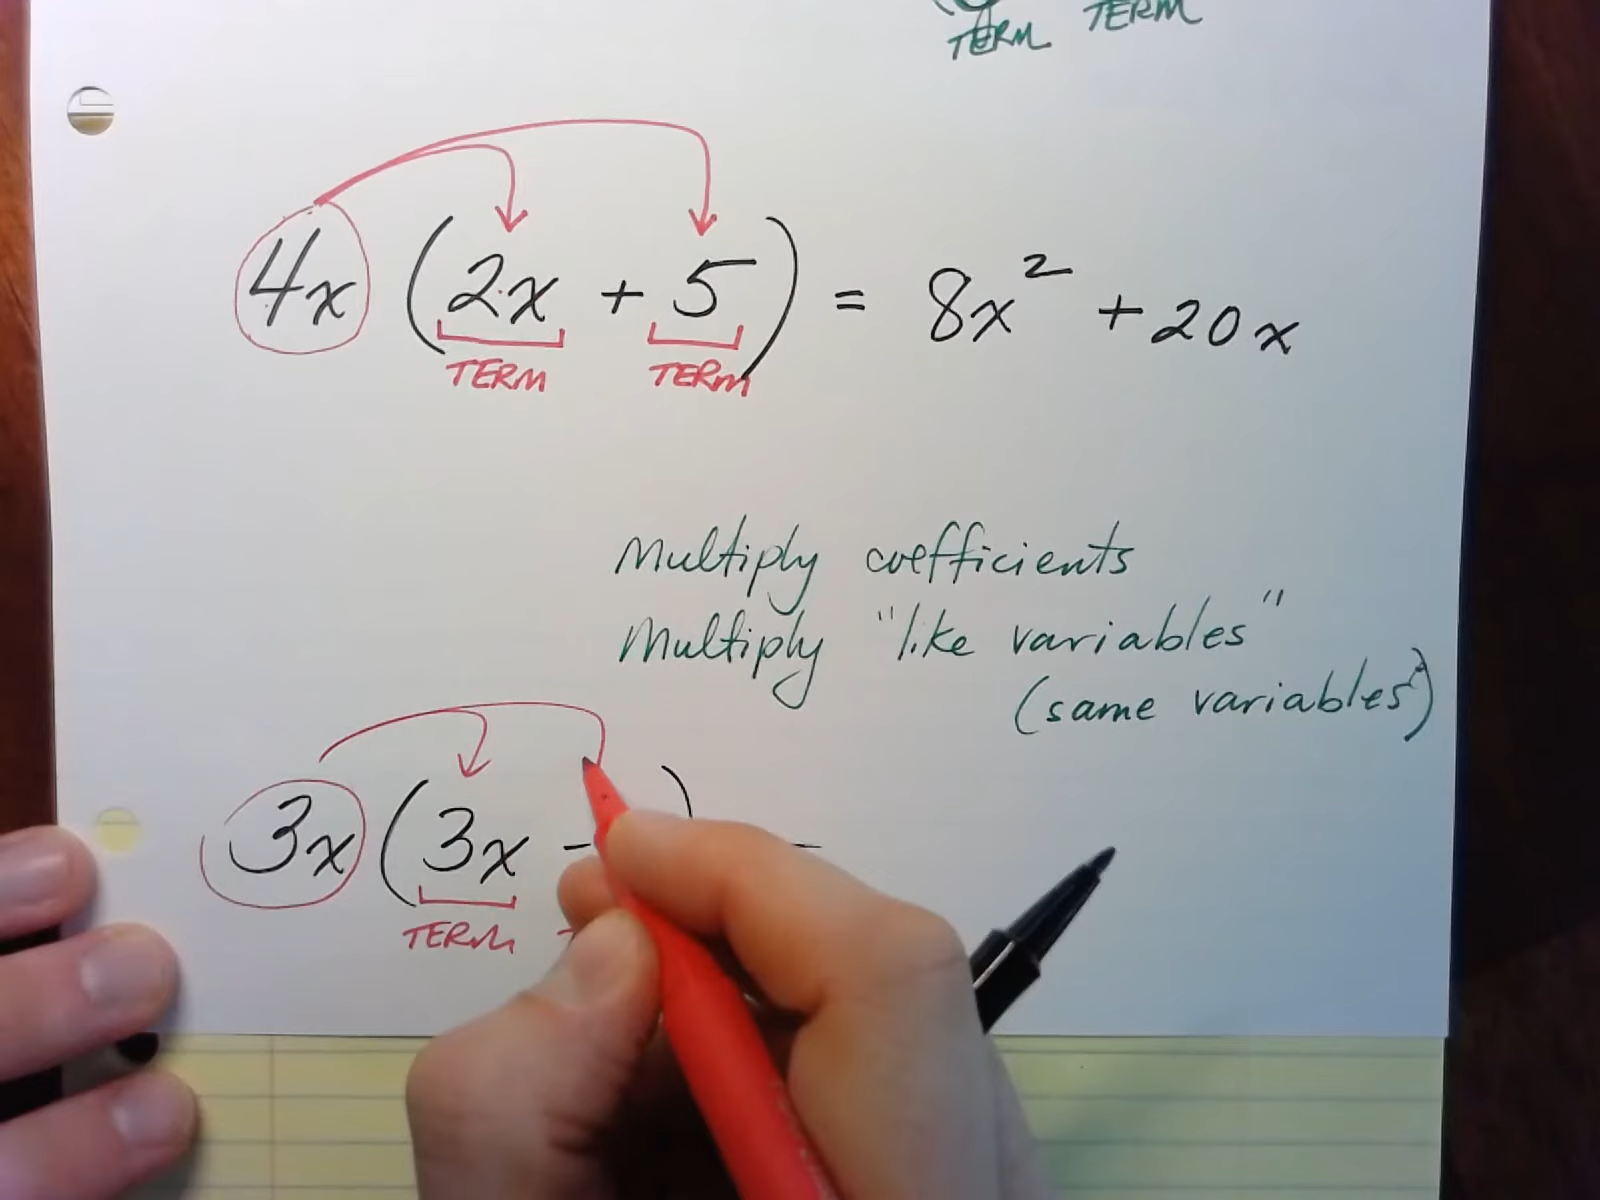 TERM TERM
4x (2x + 5) = 8x² + 20x
TERM TERM
Multiply coefficients
Multiply "like variables"
(same variables)
3x (3x - ) =
TERM